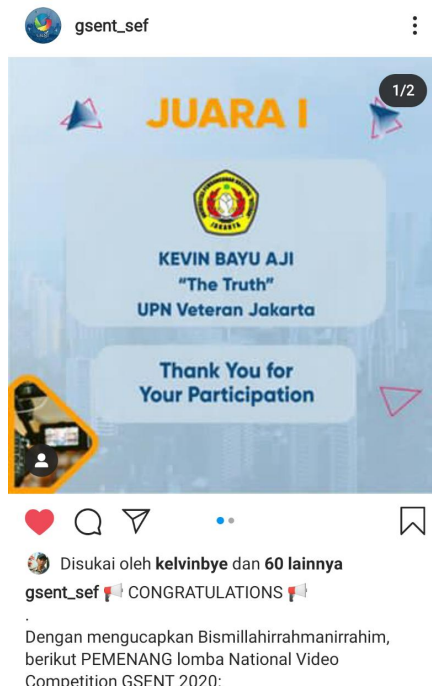 gsent_sef
1/2
JUARA I
JAKARTA
KEVIN BAYU AJI
“The Truth”
UPN Veteran Jakarta
Thank You for
Your Participation
Disukai oleh kelvinbye dan 60 lainnya
gsent_sef 📢 CONGRATULATIONS 📢
.
Dengan mengucapkan Bismillahirrahmanirrahim,
berikut PEMENANG lomba National Video
Competition GSENT 2020: